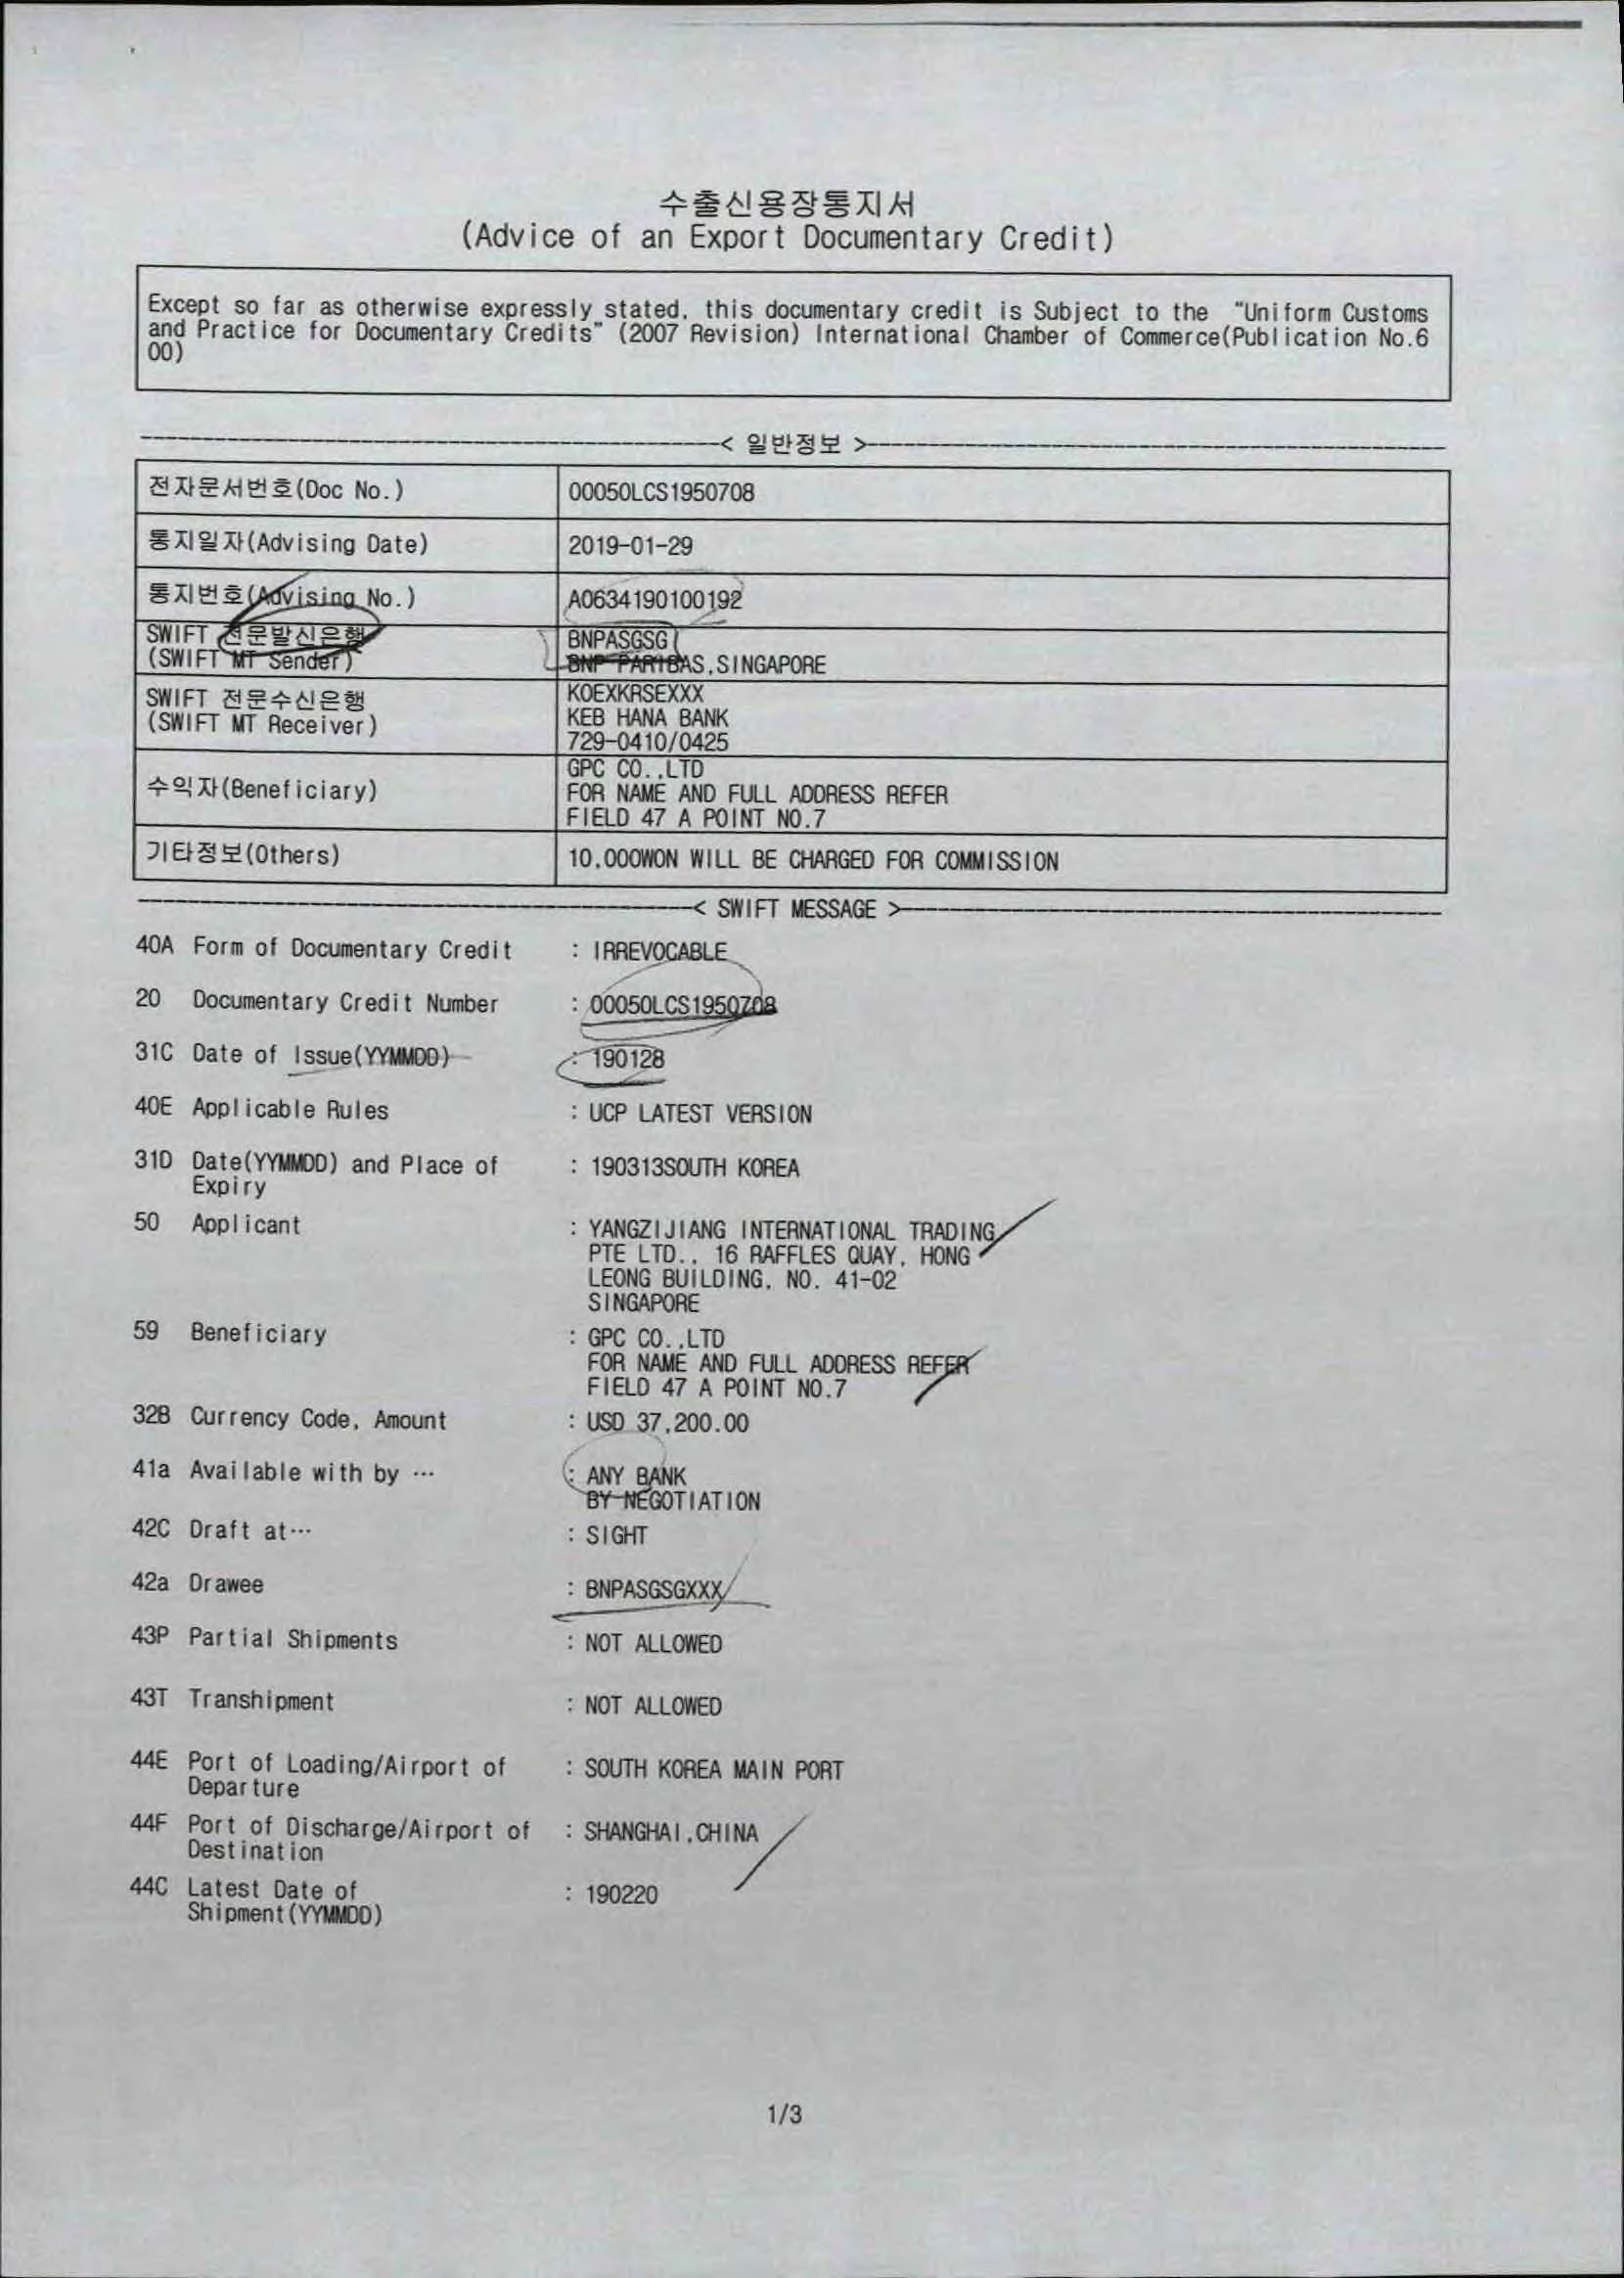 수출신용장통지서
(Advice of an Export Documentary Credit)
Except so far as otherwise expressly stated, this documentary credit is Subject to the "Uniform Customs
and Practice for Documentary Credits" (2007 Revision) International Chamber of Commerce(Publication No.6
00)
< 일반정보 >
전자문서번호(Doc No.) 00050LCS1950708
통지일자(Advising Date) 2019-01-29
통지번호(Advising No.) A0634190100192
SWIFT 전문발신은행 BNPASGSG
(SWIFT MT Sender) BNP PARIBAS,SINGAPORE
SWIFT 전문수신은행 KOEXKRSEXXX
(SWIFT MT Receiver) KEB HANA BANK
729-0410/0425
수익자(Beneficiary) GPC CO.,LTD
FOR NAME AND FULL ADDRESS REFER
FIELD 47 A POINT NO.7
기타정보(Others) 10,000WON WILL BE CHARGED FOR COMMISSION
< SWIFT MESSAGE >
40A Form of Documentary Credit : IRREVOCABLE
20 Documentary Credit Number : 00050LCS1950708
31C Date of Issue(YYMMDD) : 190128
40E Applicable Rules : UCP LATEST VERSION
31D Date(YYMMDD) and Place of : 190313SOUTH KOREA
Expiry
50 Applicant : YANGZIJIANG INTERNATIONAL TRADING
PTE LTD., 16 RAFFLES QUAY, HONG
LEONG BUILDING, NO. 41-02
SINGAPORE
59 Beneficiary : GPC CO.,LTD
FOR NAME AND FULL ADDRESS REFER
FIELD 47 A POINT NO.7
32B Currency Code, Amount : USD 37,200.00
41a Available with by … : ANY BANK
BY NEGOTIATION
42C Draft at… : SIGHT
42a Drawee : BNPASGSGXXX
43P Partial Shipments : NOT ALLOWED
43T Transhipment : NOT ALLOWED
44E Port of Loading/Airport of : SOUTH KOREA MAIN PORT
Departure
44F Port of Discharge/Airport of : SHANGHAI,CHINA
Destination
44C Latest Date of : 190220
Shipment(YYMMDD)
1/3